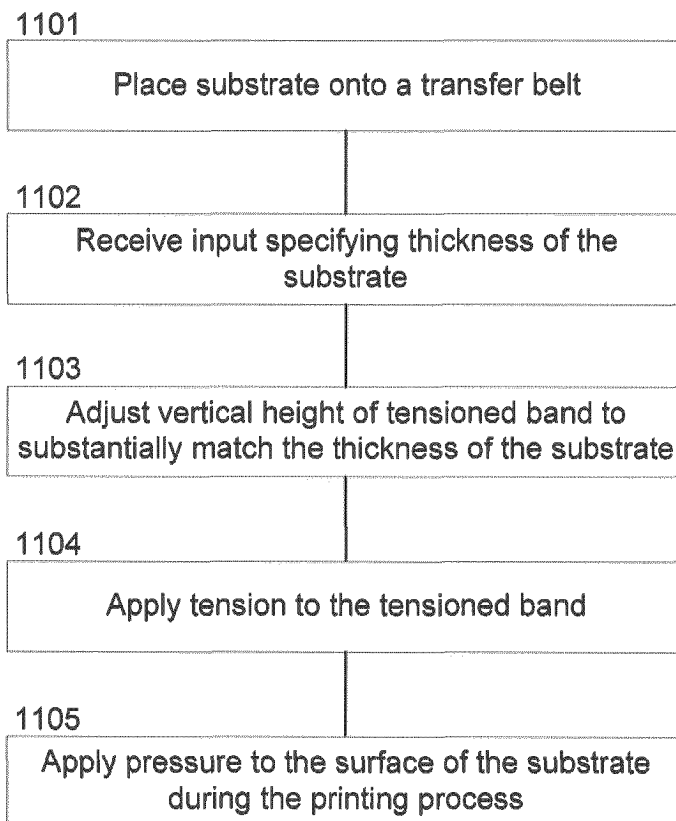 1101
Place substrate onto a transfer belt
1102
Receive input specifying thickness of the
substrate
1103
Adjust vertical height of tensioned band to
substantially match the thickness of the substrate
1104
Apply tension to the tensioned band
1105
Apply pressure to the surface of the substrate
during the printing process